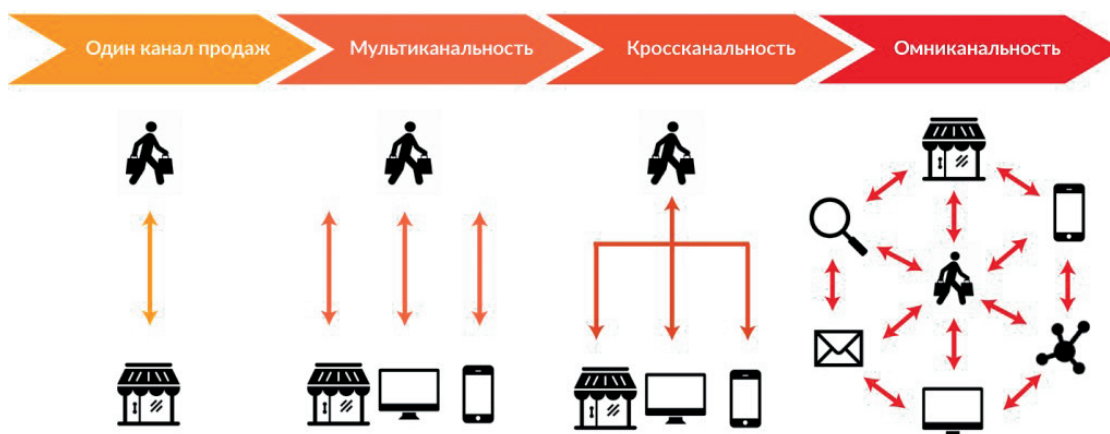 Один канал продаж
Мультиканальность
Кроссканальность
Омниканальность